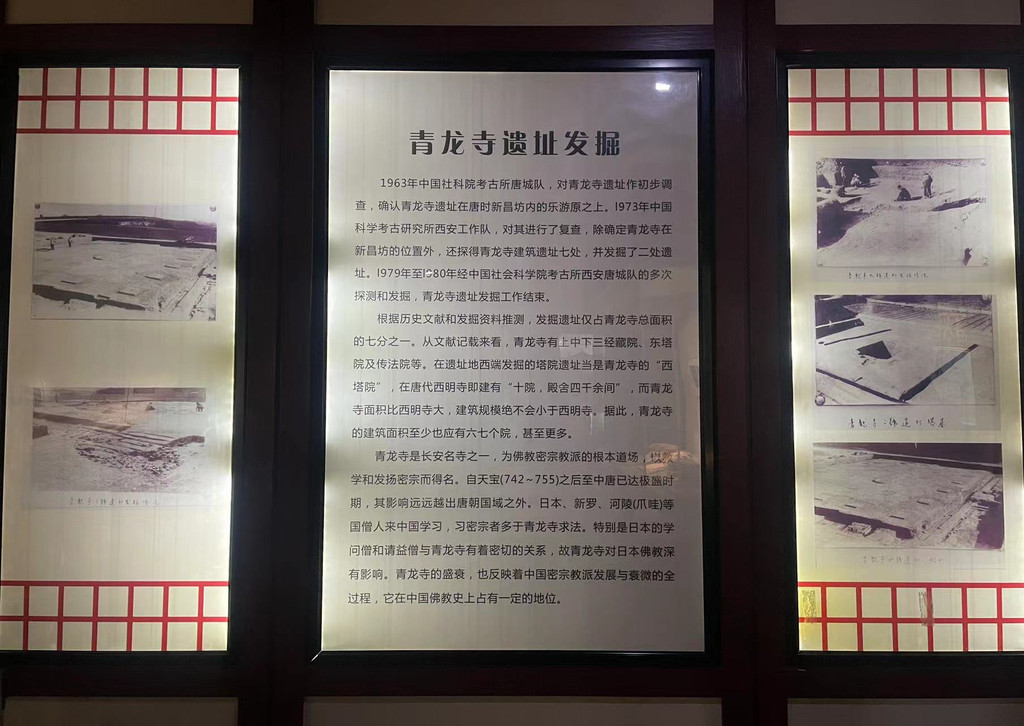 青龙寺遗址发掘
1963年中国社科院考古所唐城队，对青龙寺遗址作初步调
查，确认青龙寺遗址在唐时新昌坊内的乐游原之上。1973年中国
科学考古研究所西安工作队，对其进行了复查，除确定青龙寺在
新昌坊的位置外，还探得青龙寺建筑遗址七处，并发掘了二处遗
址。1979年至1980年经中国社会科学院考古所西安唐城队的多次
探测和发掘，青龙寺遗址发掘工作结束。
根据历史文献和发掘资料推测，发掘遗址仅占青龙寺总面积
的七分之一。从文献记载来看，青龙寺有上中下三经藏院、东塔
院及传法院等。在遗址地西端发掘的塔院遗址当是青龙寺的“西
塔院”，在唐代西明寺即建有“十院，殿舍四千余间”，而青龙
寺面积比西明寺大，建筑规模绝不会小于西明寺。据此，青龙寺
的建筑面积至少也应有六七个院，甚至更多。
青龙寺是长安名寺之一，为佛教密宗教派的根本道场，以教
学和发扬密宗而得名。自天宝(742～755)之后至中唐已达极盛时
期，其影响远远越出唐朝国域之外。日本、新罗、河陵(爪哇)等
国僧人来中国学习，习密宗者多于青龙寺求法。特别是日本的学
问僧和请益僧与青龙寺有着密切的关系，故青龙寺对日本佛教深
有影响。青龙寺的盛衰，也反映着中国密宗教派发展与衰微的全
过程，它在中国佛教史上占有一定的地位。